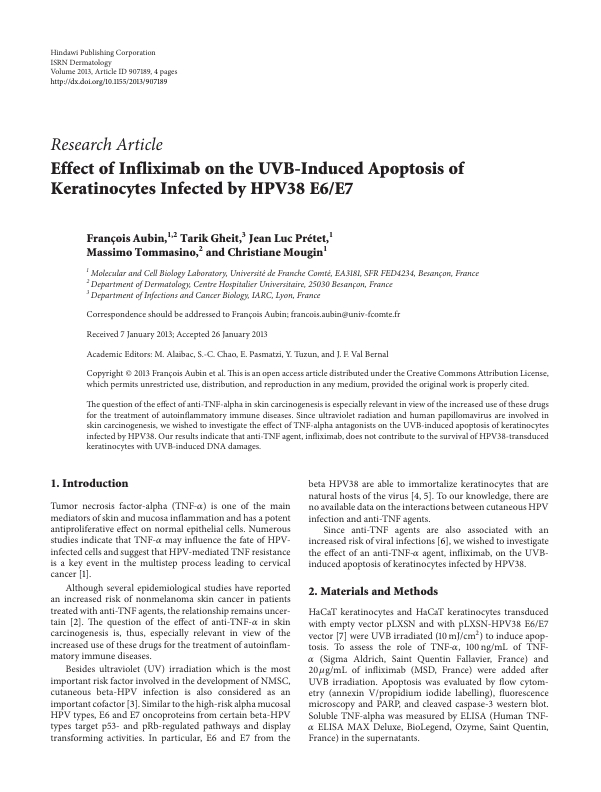 Hindawi Publishing Corporation
ISRN Dermatology
Volume 2013, Article ID 907189, 4 pages
http://dx.doi.org/10.1155/2013/907189
Research Article
Effect of Infliximab on the UVB-Induced Apoptosis of
Keratinocytes Infected by HPV38 E6/E7
François Aubin,1,2 Tarik Gheit,3 Jean Luc Prétet,1
Massimo Tommasino,2 and Christiane Mougin1
1 Molecular and Cell Biology Laboratory, Université de Franche Comté, EA3181, SFR FED4234, Besançon, France
2 Department of Dermatology, Centre Hospitalier Universitaire, 25030 Besançon, France
3 Department of Infections and Cancer Biology, IARC, Lyon, France
Correspondence should be addressed to François Aubin; francois.aubin@univ-fcomte.fr
Received 7 January 2013; Accepted 26 January 2013
Academic Editors: M. Alaibac, S.-C. Chao, E. Pasmatzi, Y. Tuzun, and J. F. Val Bernal
Copyright © 2013 François Aubin et al. This is an open access article distributed under the Creative Commons Attribution License,
which permits unrestricted use, distribution, and reproduction in any medium, provided the original work is properly cited.
The question of the effect of anti-TNF-alpha in skin carcinogenesis is especially relevant in view of the increased use of these drugs
for the treatment of autoinflammatory immune diseases. Since ultraviolet radiation and human papillomavirus are involved in
skin carcinogenesis, we wished to investigate the effect of TNF-alpha antagonists on the UVB-induced apoptosis of keratinocytes
infected by HPV38. Our results indicate that anti-TNF agent, infliximab, does not contribute to the survival of HPV38-transduced
keratinocytes with UVB-induced DNA damages.
1. Introduction
Tumor necrosis factor-alpha (TNF-α) is one of the main
mediators of skin and mucosa inflammation and has a potent
antiproliferative effect on normal epithelial cells. Numerous
studies indicate that TNF-α may influence the fate of HPV-
infected cells and suggest that HPV-mediated TNF resistance
is a key event in the multistep process leading to cervical
cancer [1].
Although several epidemiological studies have reported
an increased risk of nonmelanoma skin cancer in patients
treated with anti-TNF agents, the relationship remains uncer-
tain [2]. The question of the effect of anti-TNF-α in skin
carcinogenesis is, thus, especially relevant in view of the
increased use of these drugs for the treatment of autoinflam-
matory immune diseases.
Besides ultraviolet (UV) irradiation which is the most
important risk factor involved in the development of NMSC,
cutaneous beta-HPV infection is also considered as an
important cofactor [3]. Similar to the high-risk alpha mucosal
HPV types, E6 and E7 oncoproteins from certain beta-HPV
types target p53- and pRb-regulated pathways and display
transforming activities. In particular, E6 and E7 from the
beta HPV38 are able to immortalize keratinocytes that are
natural hosts of the virus [4, 5]. To our knowledge, there are
no available data on the interactions between cutaneous HPV
infection and anti-TNF agents.
Since anti-TNF agents are also associated with an
increased risk of viral infections [6], we wished to investigate
the effect of an anti-TNF-α agent, infliximab, on the UVB-
induced apoptosis of keratinocytes infected by HPV38.
2. Materials and Methods
HaCaT keratinocytes and HaCaT keratinocytes transduced
with empty vector pLXSN and with pLXSN-HPV38 E6/E7
vector [7] were UVB irradiated (10 mJ/cm2) to induce apop-
tosis. To assess the role of TNF-α, 100 ng/mL of TNF-
α (Sigma Aldrich, Saint Quentin Fallavier, France) and
20 μg/mL of infliximab (MSD, France) were added after
UVB irradiation. Apoptosis was evaluated by flow cytom-
etry (annexin V/propidium iodide labelling), fluorescence
microscopy and PARP, and cleaved caspase-3 western blot.
Soluble TNF-alpha was measured by ELISA (Human TNF-
α ELISA MAX Deluxe, BioLegend, Ozyme, Saint Quentin,
France) in the supernatants.